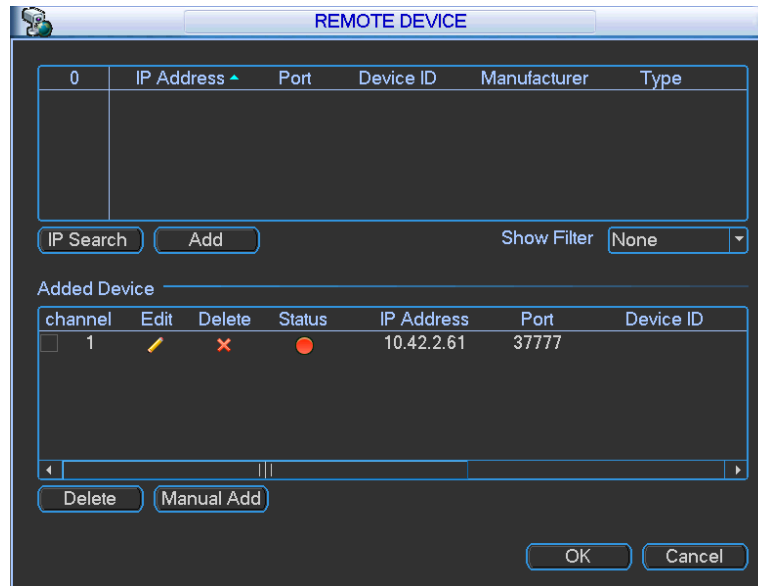 REMOTE DEVICE
0 IP Address Port Device ID Manufacturer Type
IP Search Add Show Filter None
Added Device
channel Edit Delete Status IP Address Port Device ID
1 10.42.2.61 37777
Delete Manual Add
OK Cancel